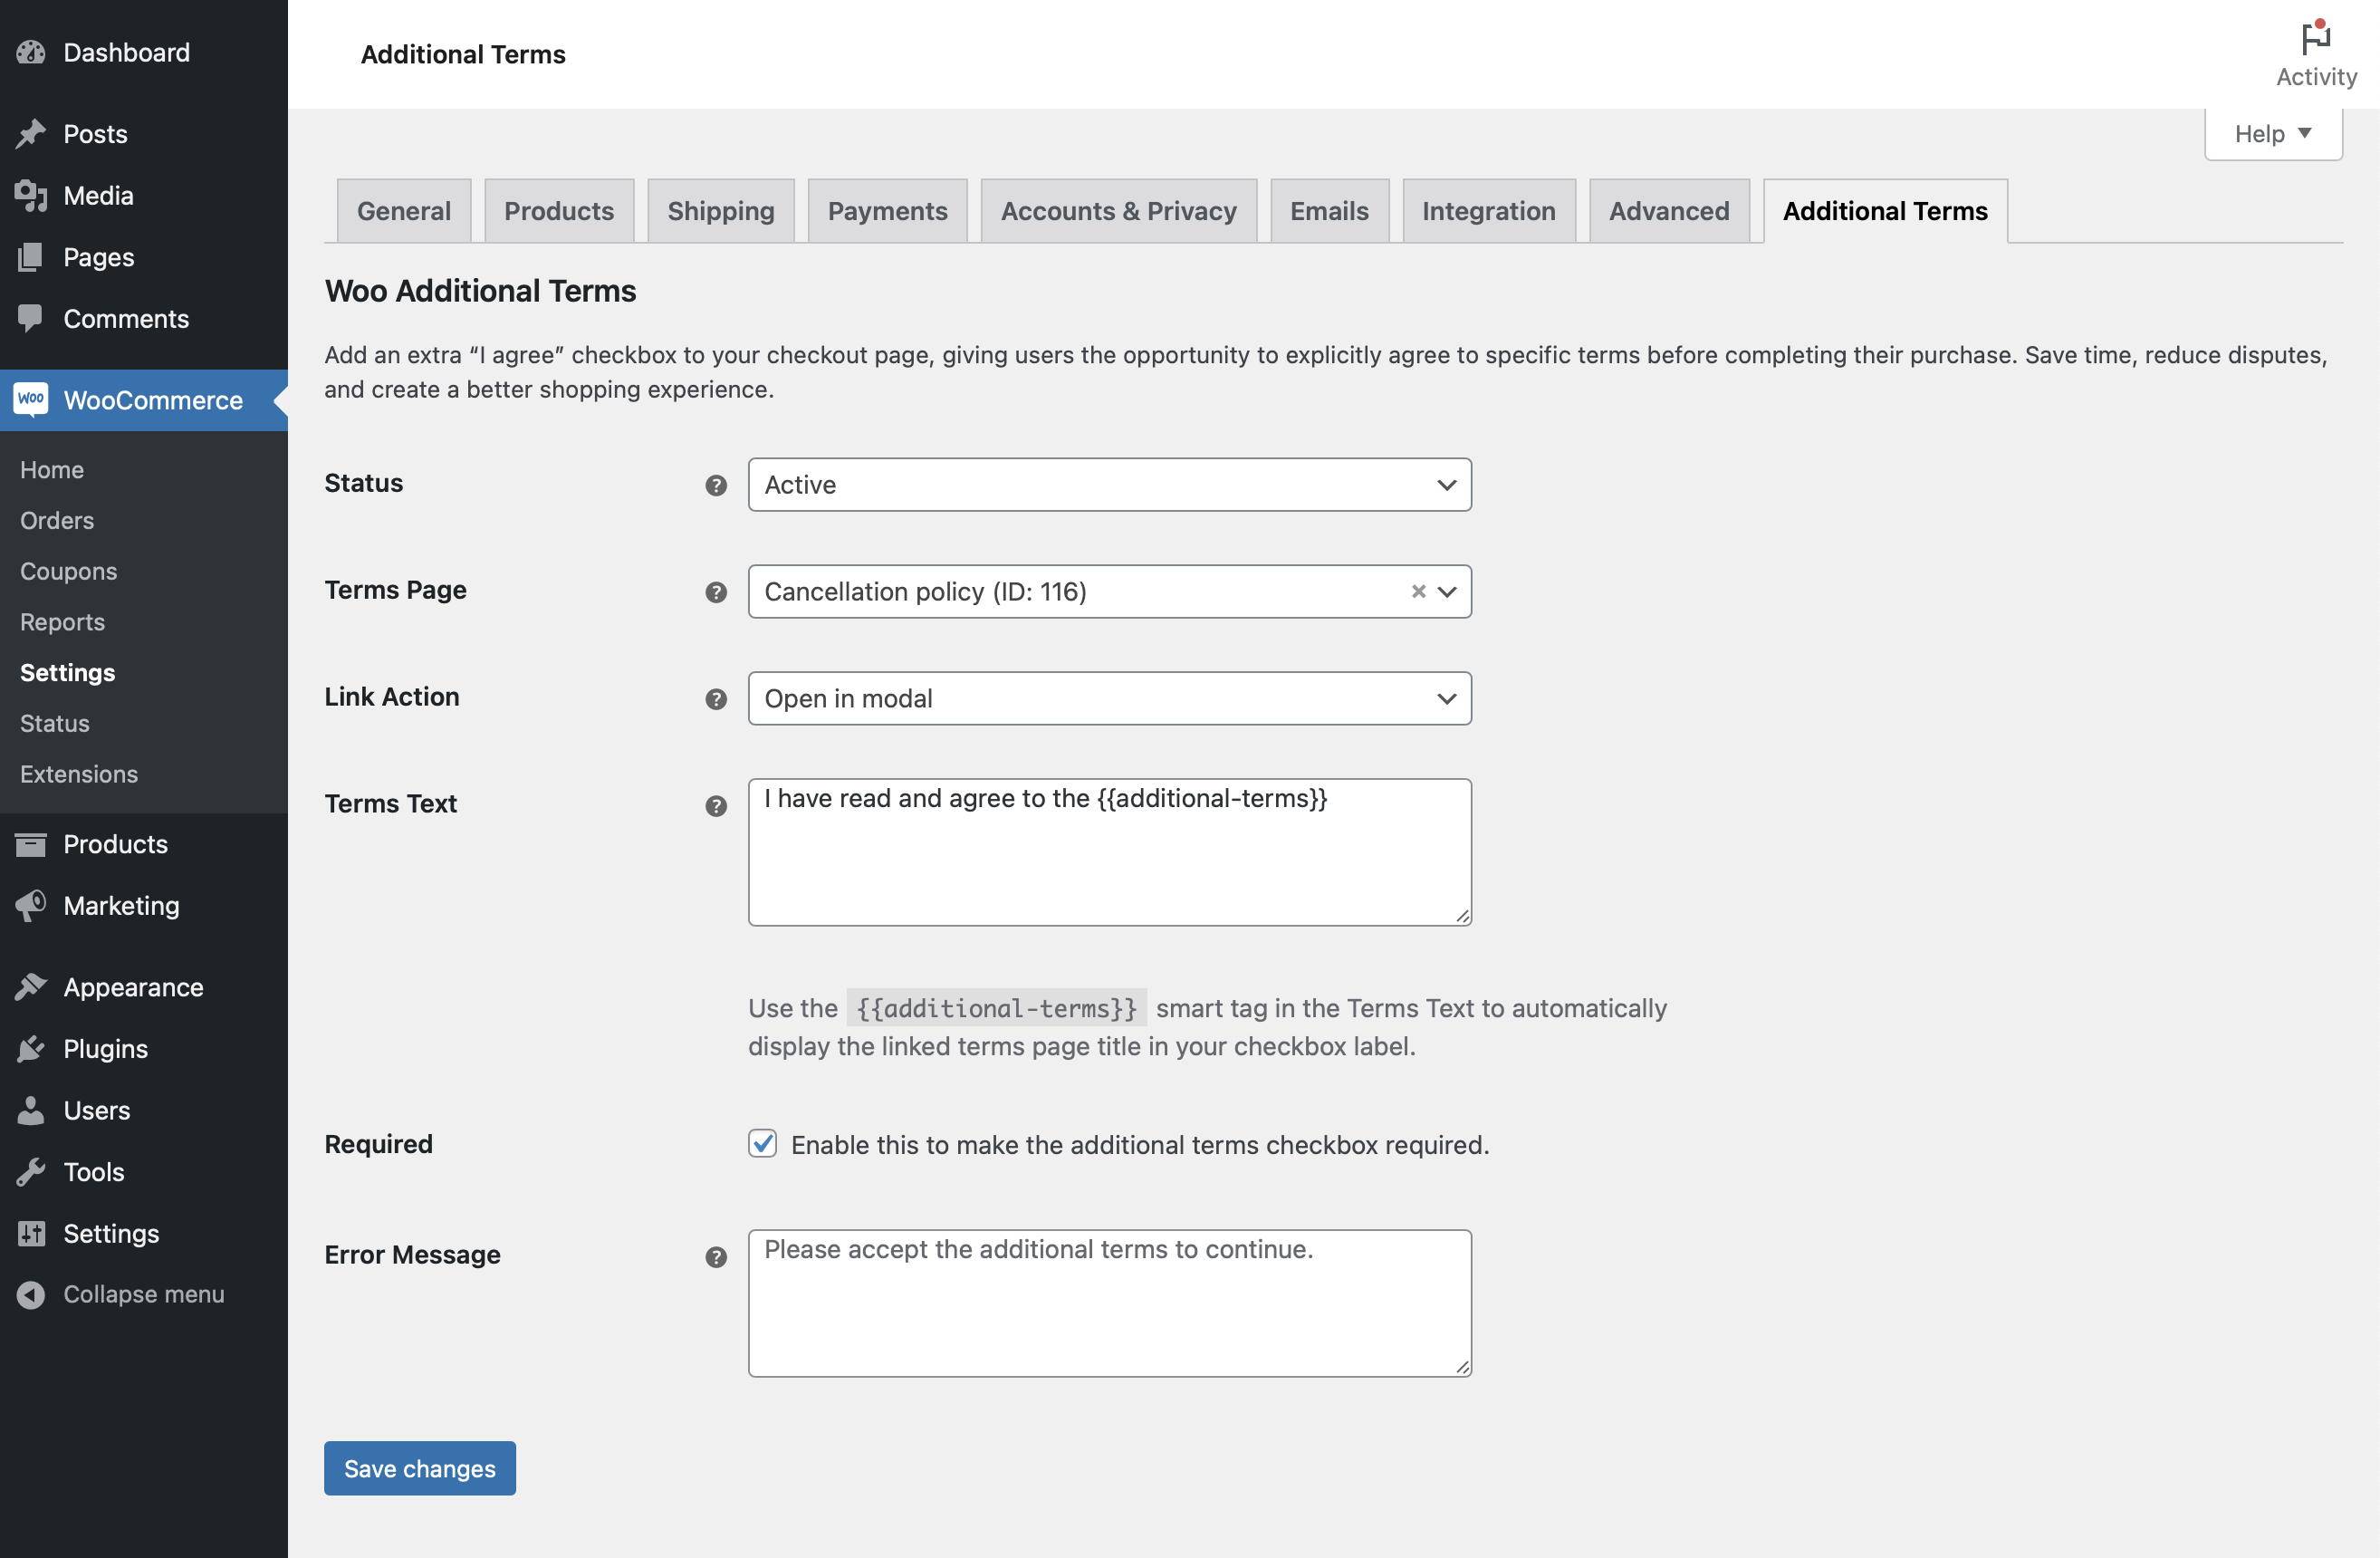 Dashboard
Posts
Media
Pages
Comments
Woo WooCommerce
Home
Orders
Coupons
Reports
Settings
Status
Extensions
Products
Marketing
Appearance
Plugins
Users
Tools
Settings
Collapse menu
Additional Terms
Activity
Help
General Products Shipping Payments Accounts & Privacy Emails Integration Advanced Additional Terms
Woo Additional Terms
Add an extra “I agree” checkbox to your checkout page, giving users the opportunity to explicitly agree to specific terms before completing their purchase. Save time, reduce disputes,
and create a better shopping experience.
Status ? Active
Terms Page ? Cancellation policy (ID: 116) ×
Link Action ? Open in modal
Terms Text ? I have read and agree to the {{additional-terms}}
Use the {{additional-terms}} smart tag in the Terms Text to automatically
display the linked terms page title in your checkbox label.
Required Enable this to make the additional terms checkbox required.
Error Message ? Please accept the additional terms to continue.
Save changes